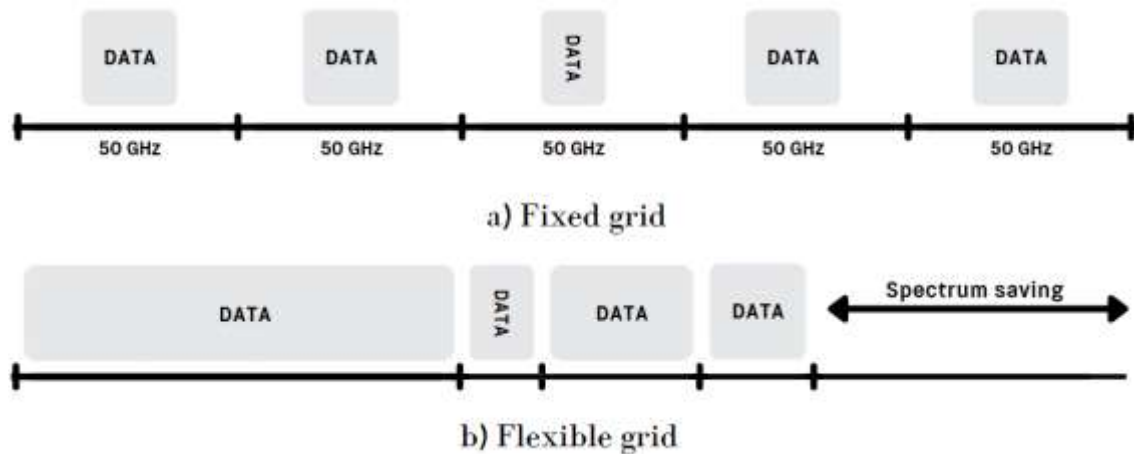 DATA DATA DATA DATA DATA
50 GHz 50 GHz 50 GHz 50 GHz 50 GHz
a) Fixed grid
DATA DATA DATA DATA Spectrum saving
b) Flexible grid